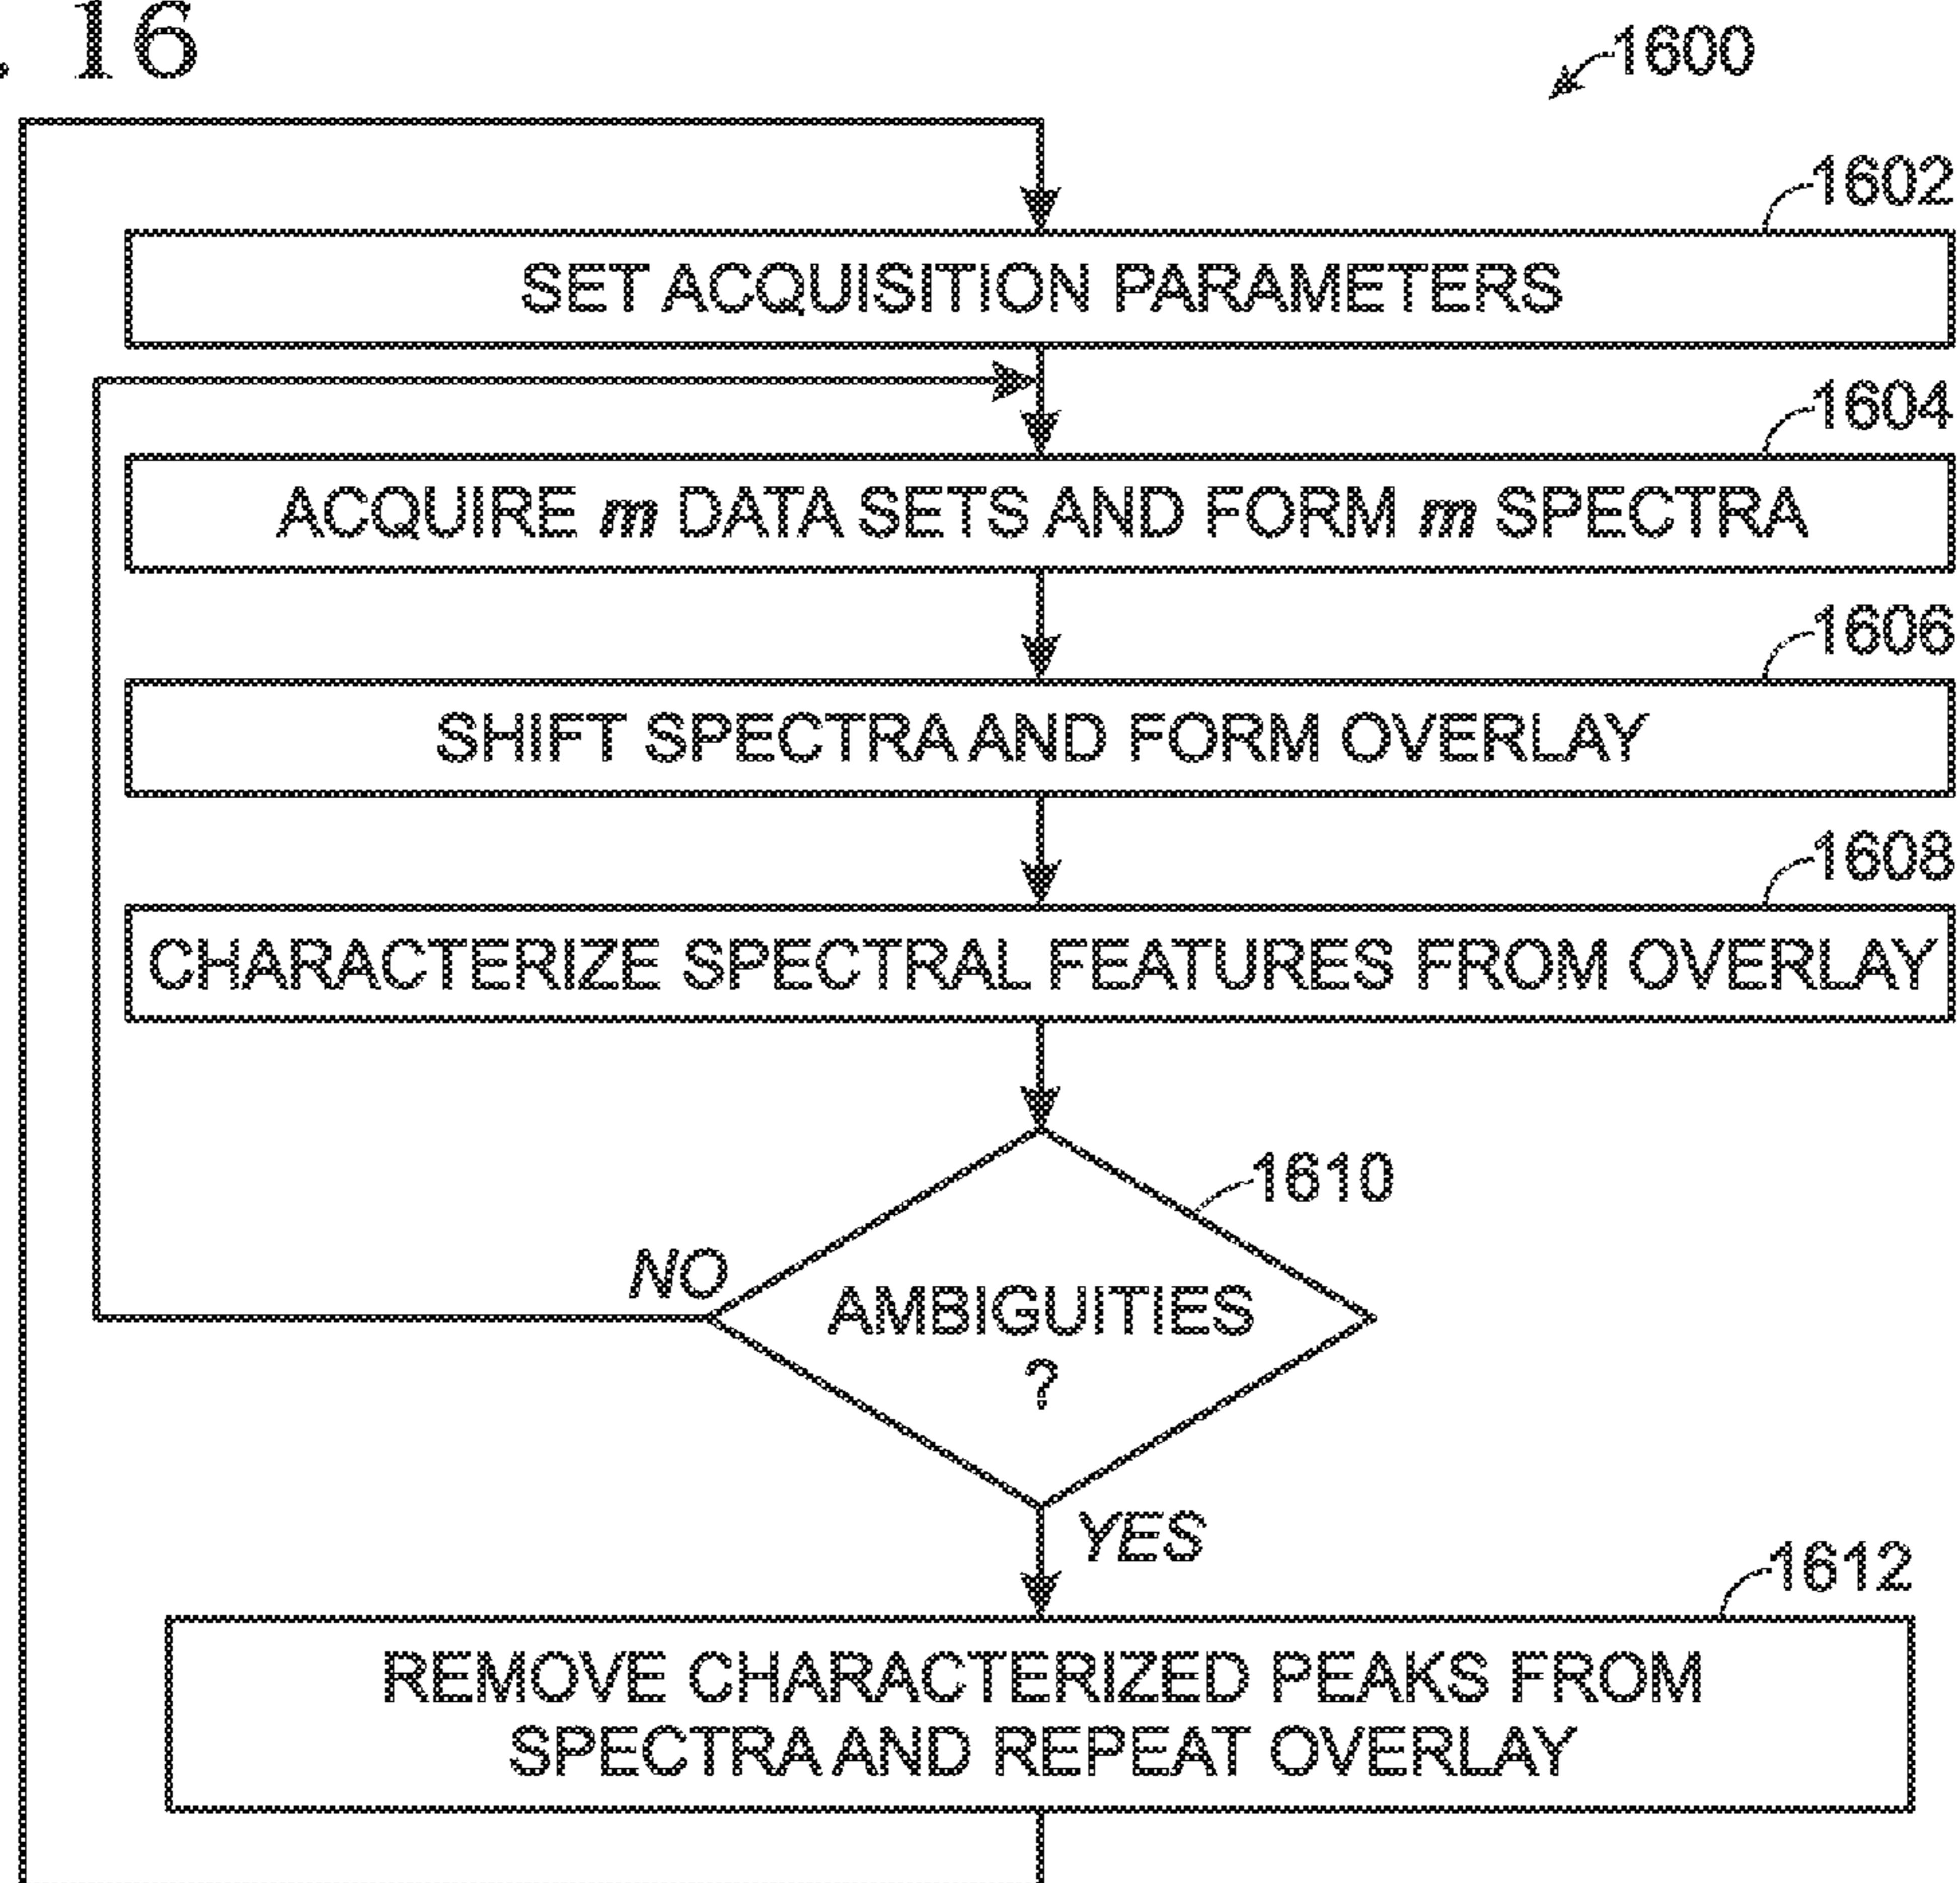 . 16
1600
1602
SET ACQUISITION PARAMETERS
1604
ACQUIRE m DATA SETS AND FORM m SPECTRA
1606
SHIFT SPECTRA AND FORM OVERLAY
1608
CHARACTERIZE SPECTRAL FEATURES FROM OVERLAY
1610
NO
AMBIGUITIES
?
YES
1612
REMOVE CHARACTERIZED PEAKS FROM
SPECTRA AND REPEAT OVERLAY